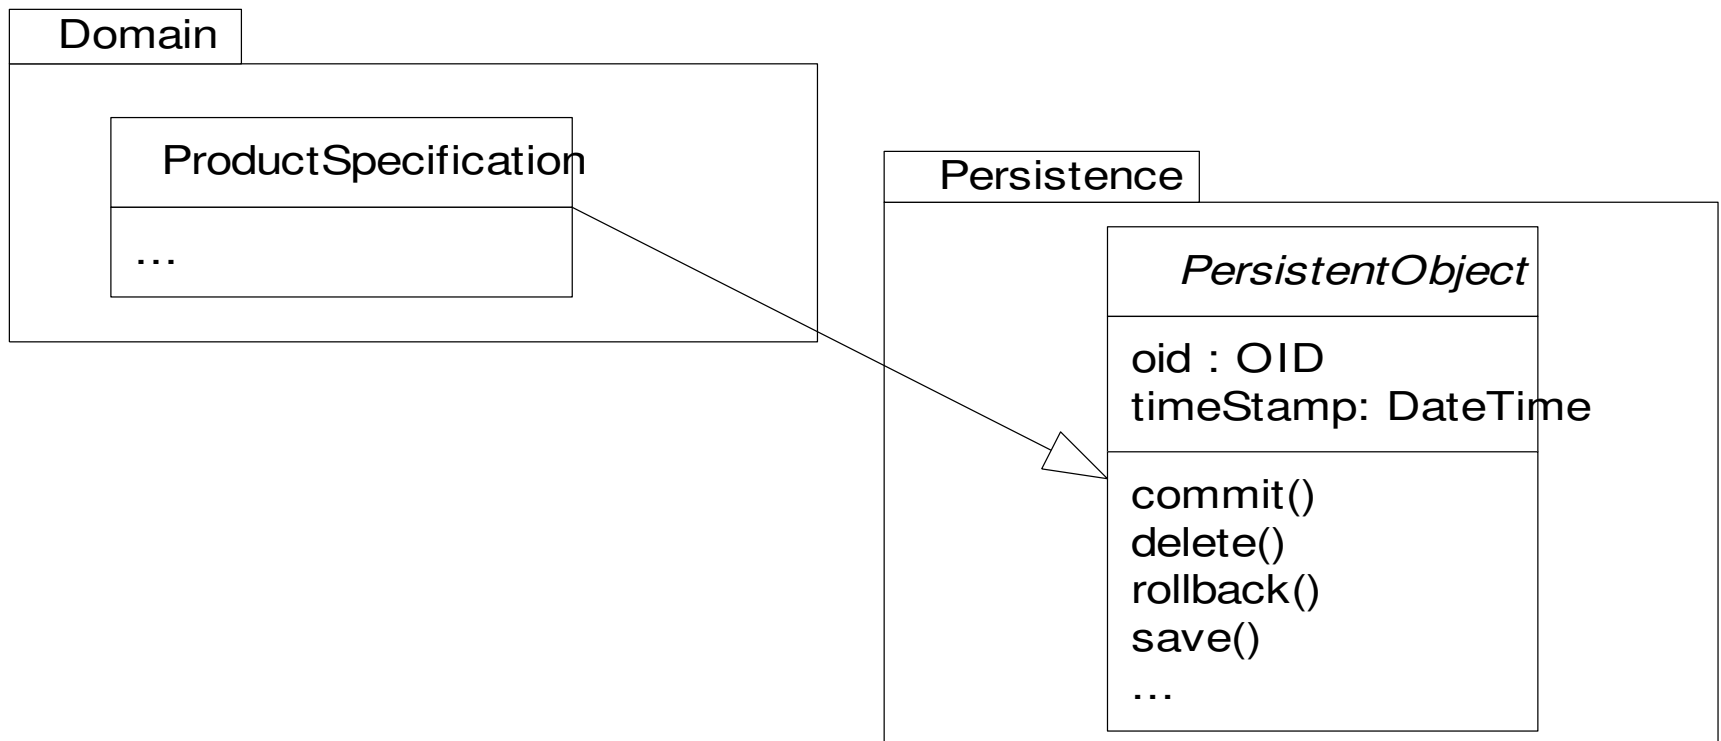 Domain
ProductSpecification
...
Persistence
PersistentObject
oid : OID
timeStamp: DateTime
commit()
delete()
rollback()
save()
...